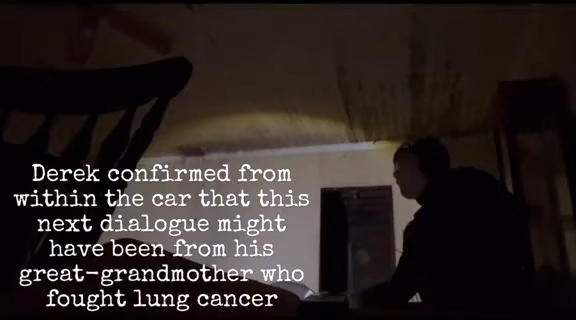 Derek confirmed from
within the car that this
next dialogue might
have been from his
great-grandmother who
fought lung cancer